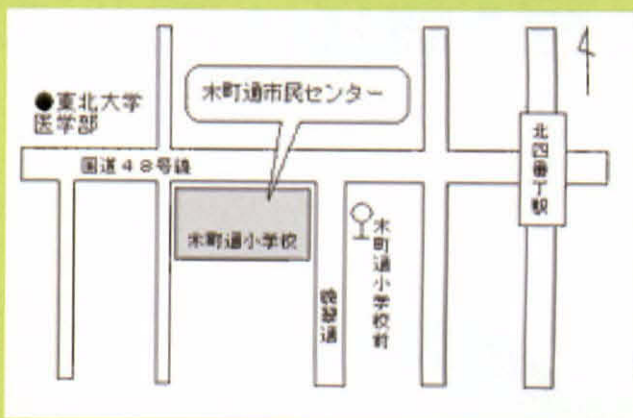 木町通市民センター
●東北大学
医学部
国道48号線
北四番丁駅
木町通小学校
木町通小学校前
晩翠通